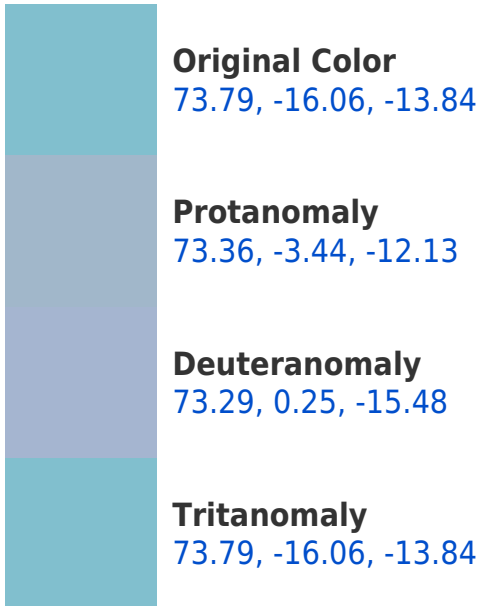 Original Color
73.79, -16.06, -13.84
Protanomaly
73.36, -3.44, -12.13
Deuteranomaly
73.29, 0.25, -15.48
Tritanomaly
73.79, -16.06, -13.84